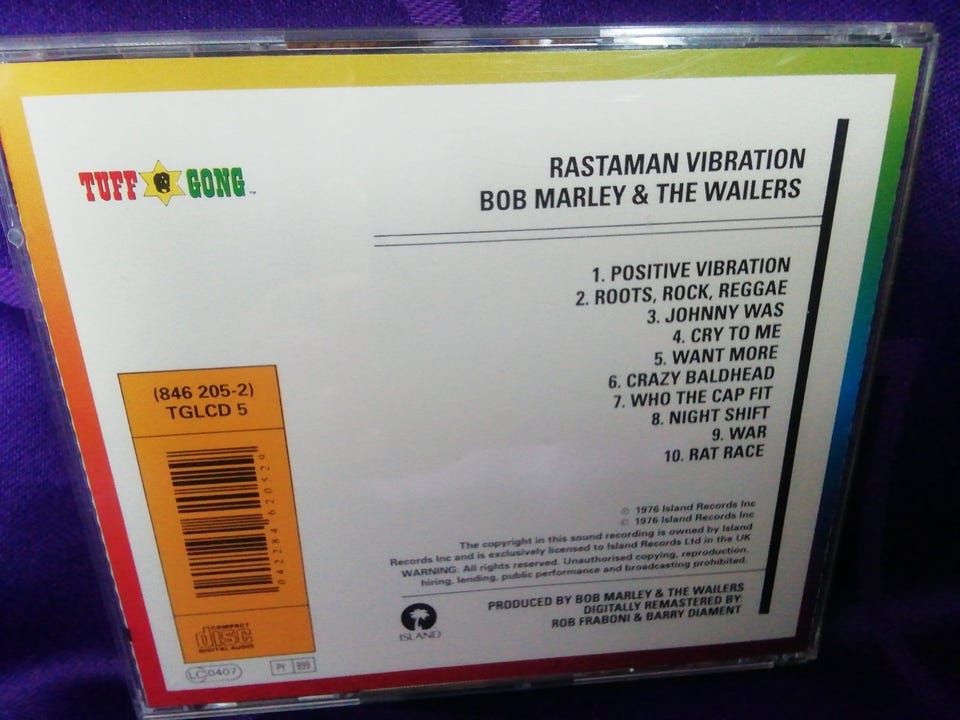 TUFF GONG
RASTAMAN VIBRATION
BOB MARLEY & THE WAILERS
1. POSITIVE VIBRATION
2. ROOTS, ROCK, REGGAE
3. JOHNNY WAS
4. CRY TO ME
5. WANT MORE
6. CRAZY BALDHEAD
7. WHO THE CAP FIT
8. NIGHT SHIFT
9. WAR
10. RAT RACE
(846 205-2)
TGLCD 5
042284620529
COMPACT
disc
DIGITAL AUDIO
LC 0407
PY 899
℗ 1976 Island Records Inc
© 1976 Island Records Inc
The copyright in this sound recording is owned by Island
Records Inc and is exclusively licensed to Island Records Ltd in the UK
WARNING: All rights reserved. Unauthorised copying, reproduction,
hiring, lending, public performance and broadcasting prohibited.
ISLAND
PRODUCED BY BOB MARLEY & THE WAILERS
DIGITALLY REMASTERED BY:
ROB FRABONI & BARRY DIAMENT